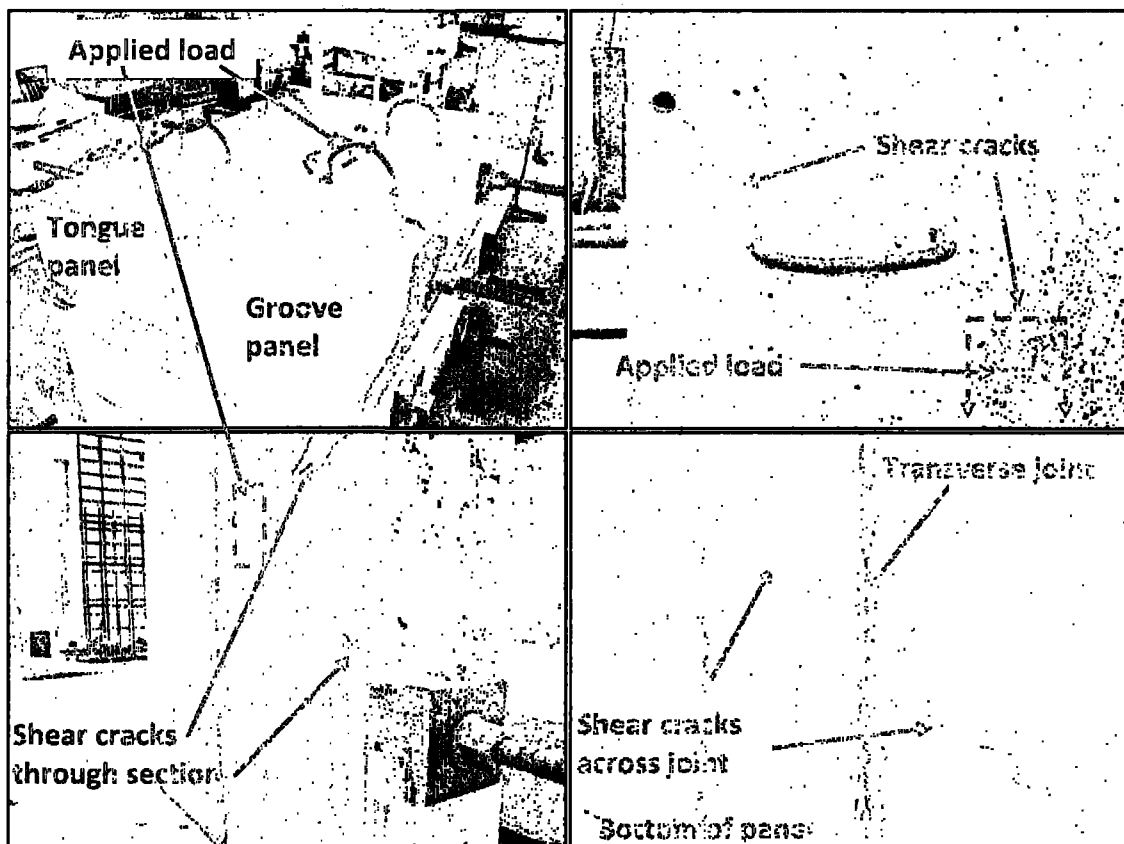 Applied load
Tongue
panel
Groove
panel
Shear cracks
Applied load
Shear cracks
through section
Transverse joint
Shear cracks
across joint
Bottom of pane